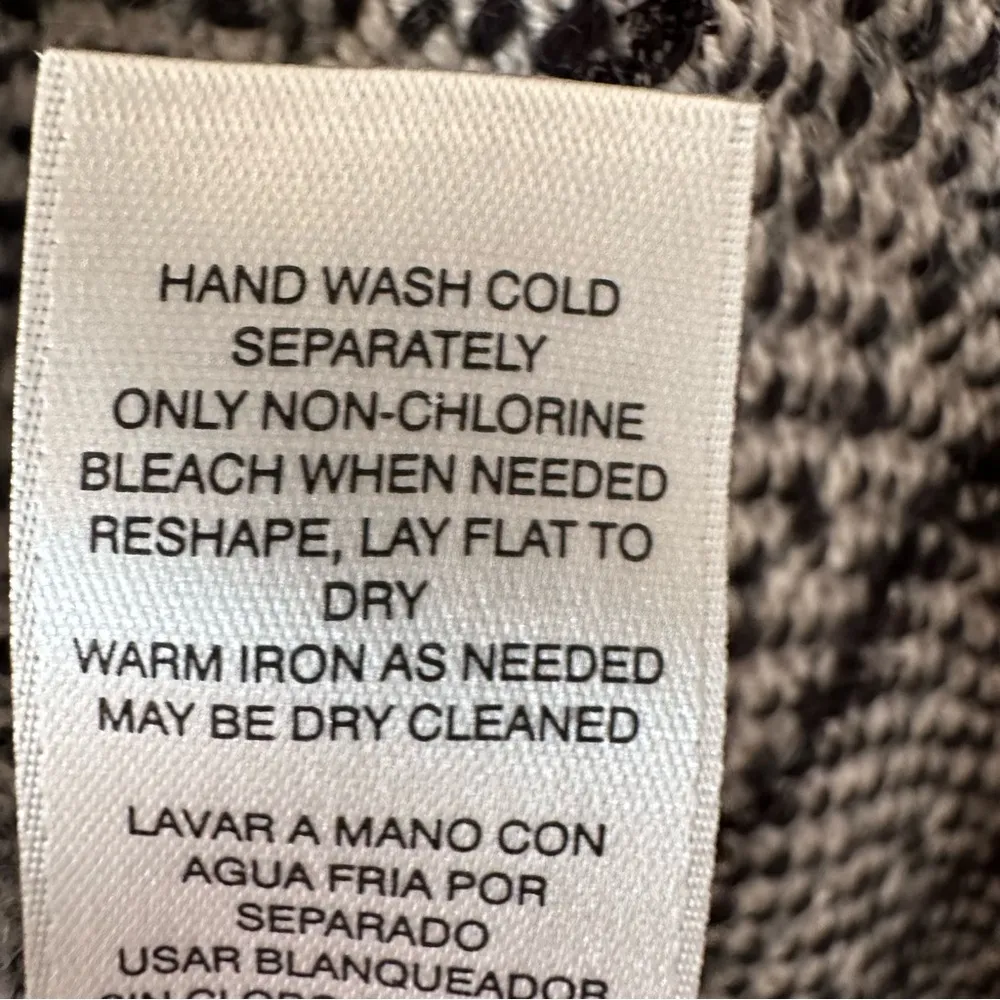 HAND WASH COLD
SEPARATELY
ONLY NON-CHLORINE
BLEACH WHEN NEEDED
RESHAPE, LAY FLAT TO
DRY
WARM IRON AS NEEDED
MAY BE DRY CLEANED
LAVAR A MANO CON
AGUA FRIA POR
SEPARADO
USAR BLANQUEADOR